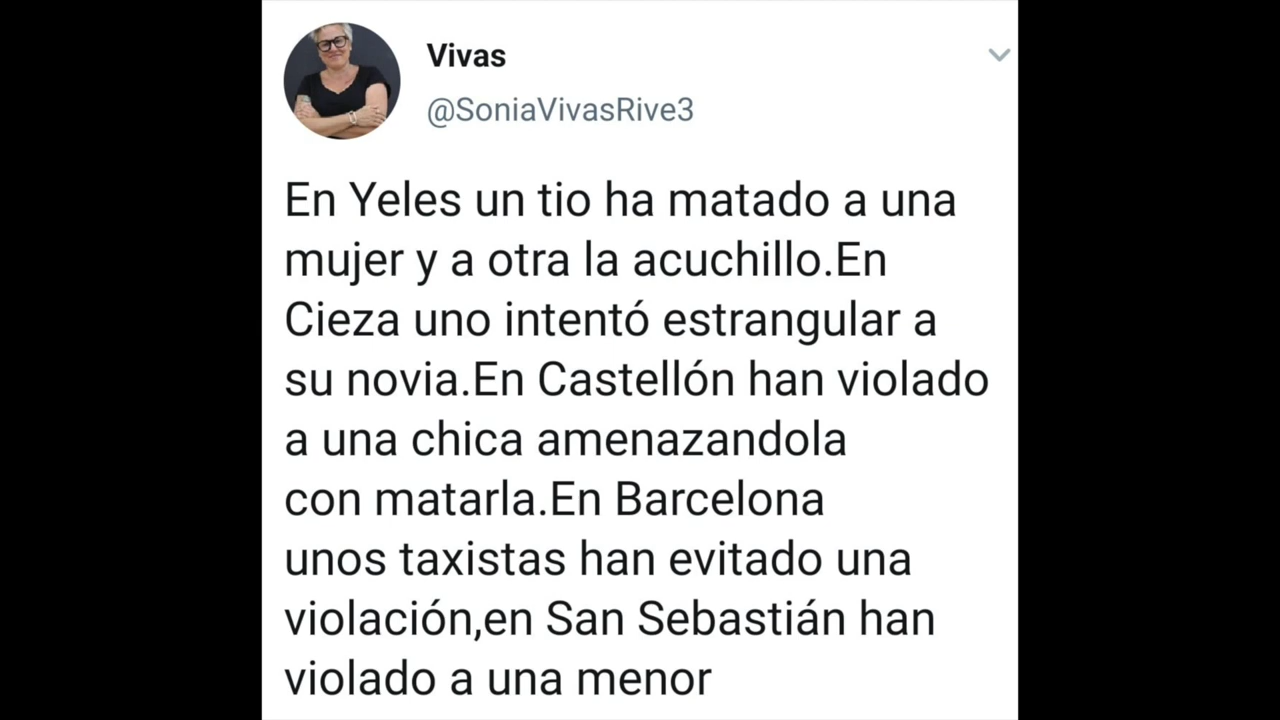 Vivas
@SoniaVivasRive3
En Yeles un tio ha matado a una
mujer y a otra la acuchillo.En
Cieza uno intentó estrangular a
su novia.En Castellón han violado
a una chica amenazandola
con matarla.En Barcelona
unos taxistas han evitado una
violación,en San Sebastián han
violado a una menor